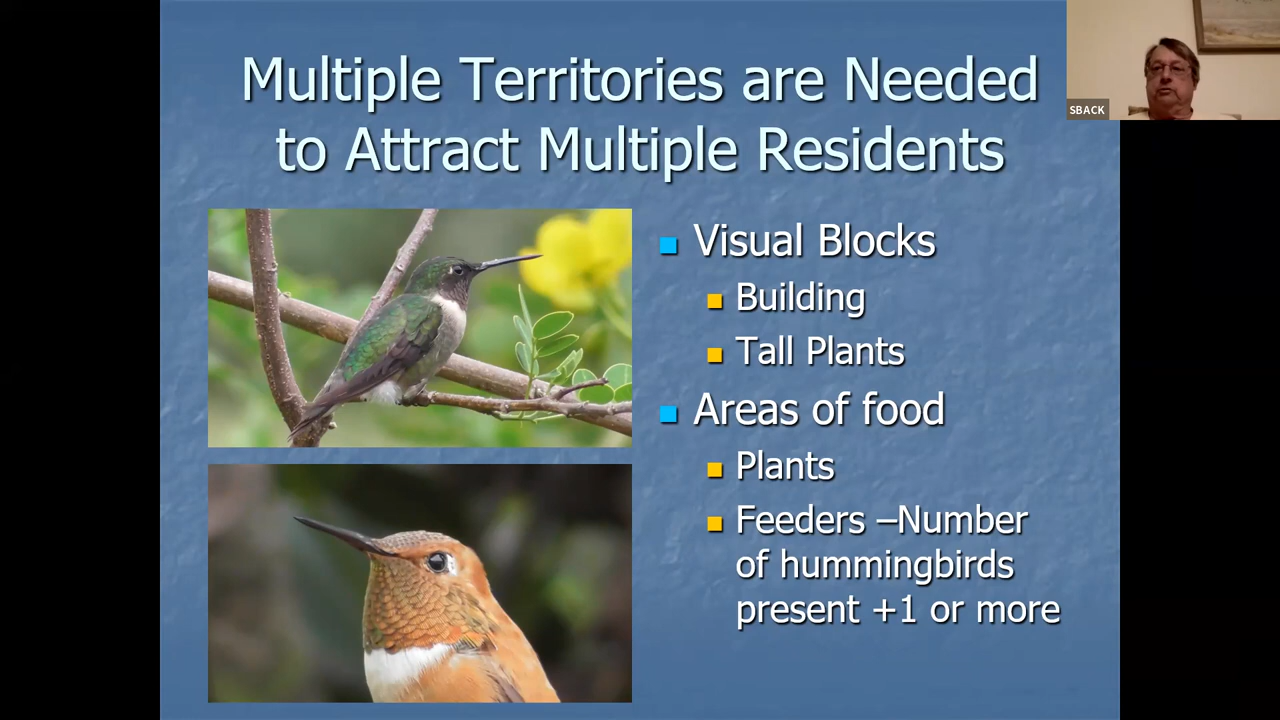 Multiple Territories are Needed
to Attract Multiple Residents
SBACK
Visual Blocks
Building
Tall Plants
Areas of food
Plants
Feeders –Number
of hummingbirds
present +1 or more